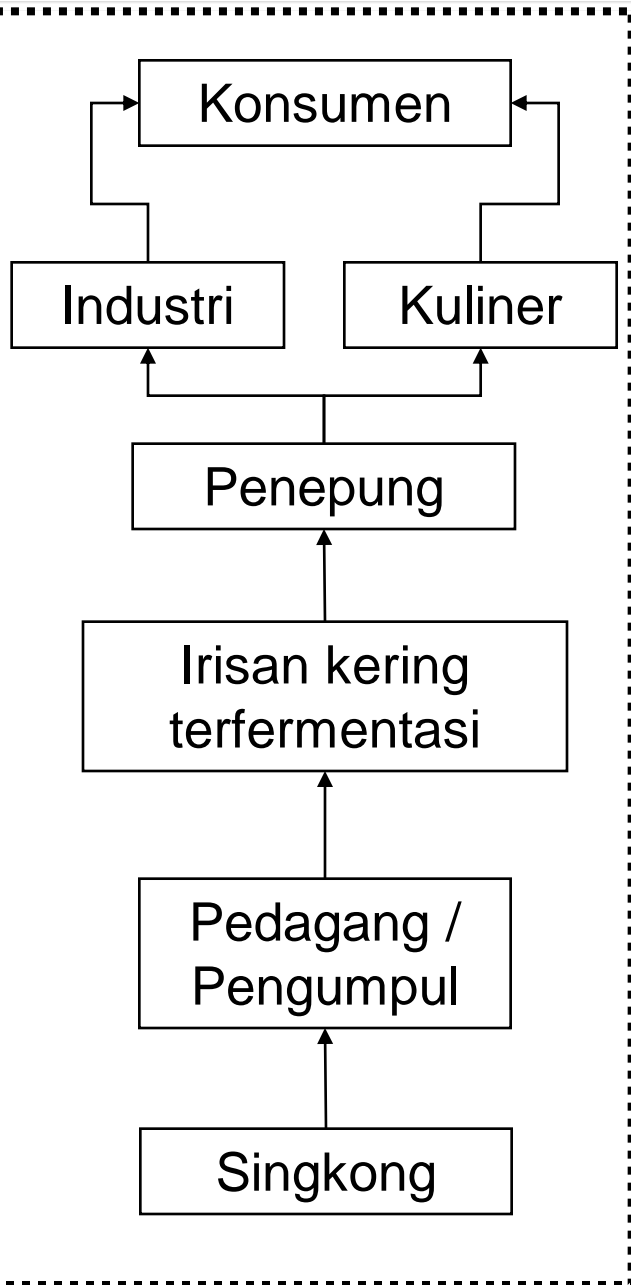 Konsumen
Industri
Kuliner
Penepung
Irisan kering
terfermentasi
Pedagang /
Pengumpul
Singkong